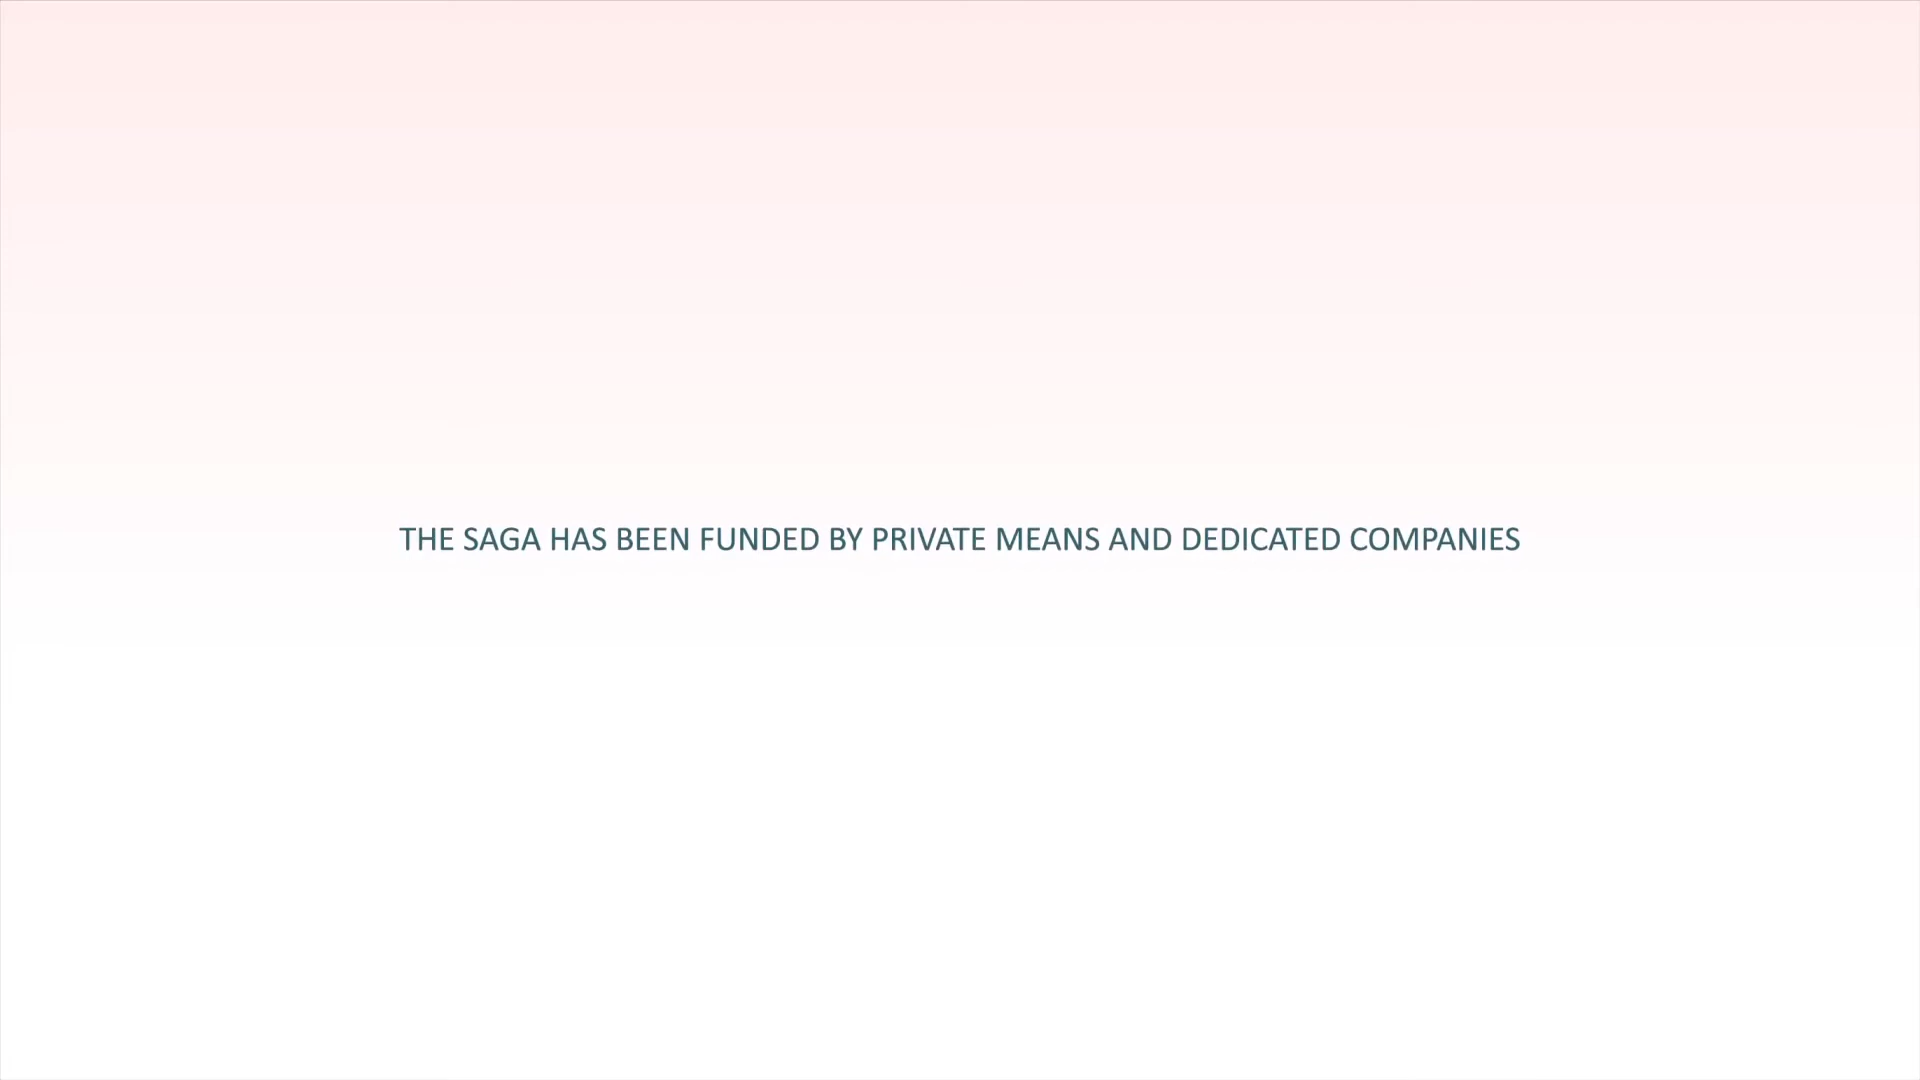 THE SAGA HAS BEEN FUNDED BY PRIVATE MEANS AND DEDICATED COMPANIES